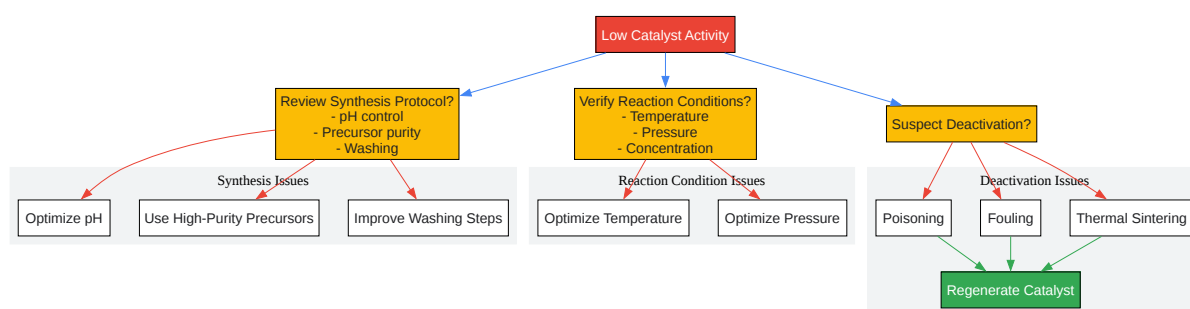 Low Catalyst Activity
Review Synthesis Protocol?
- pH control
- Precursor purity
- Washing
Verify Reaction Conditions?
- Temperature
- Pressure
- Concentration
Suspect Deactivation?
Synthesis Issues
Reaction Condition Issues
Deactivation Issues
Optimize pH
Use High-Purity Precursors
Improve Washing Steps
Optimize Temperature
Optimize Pressure
Poisoning
Fouling
Thermal Sintering
Regenerate Catalyst